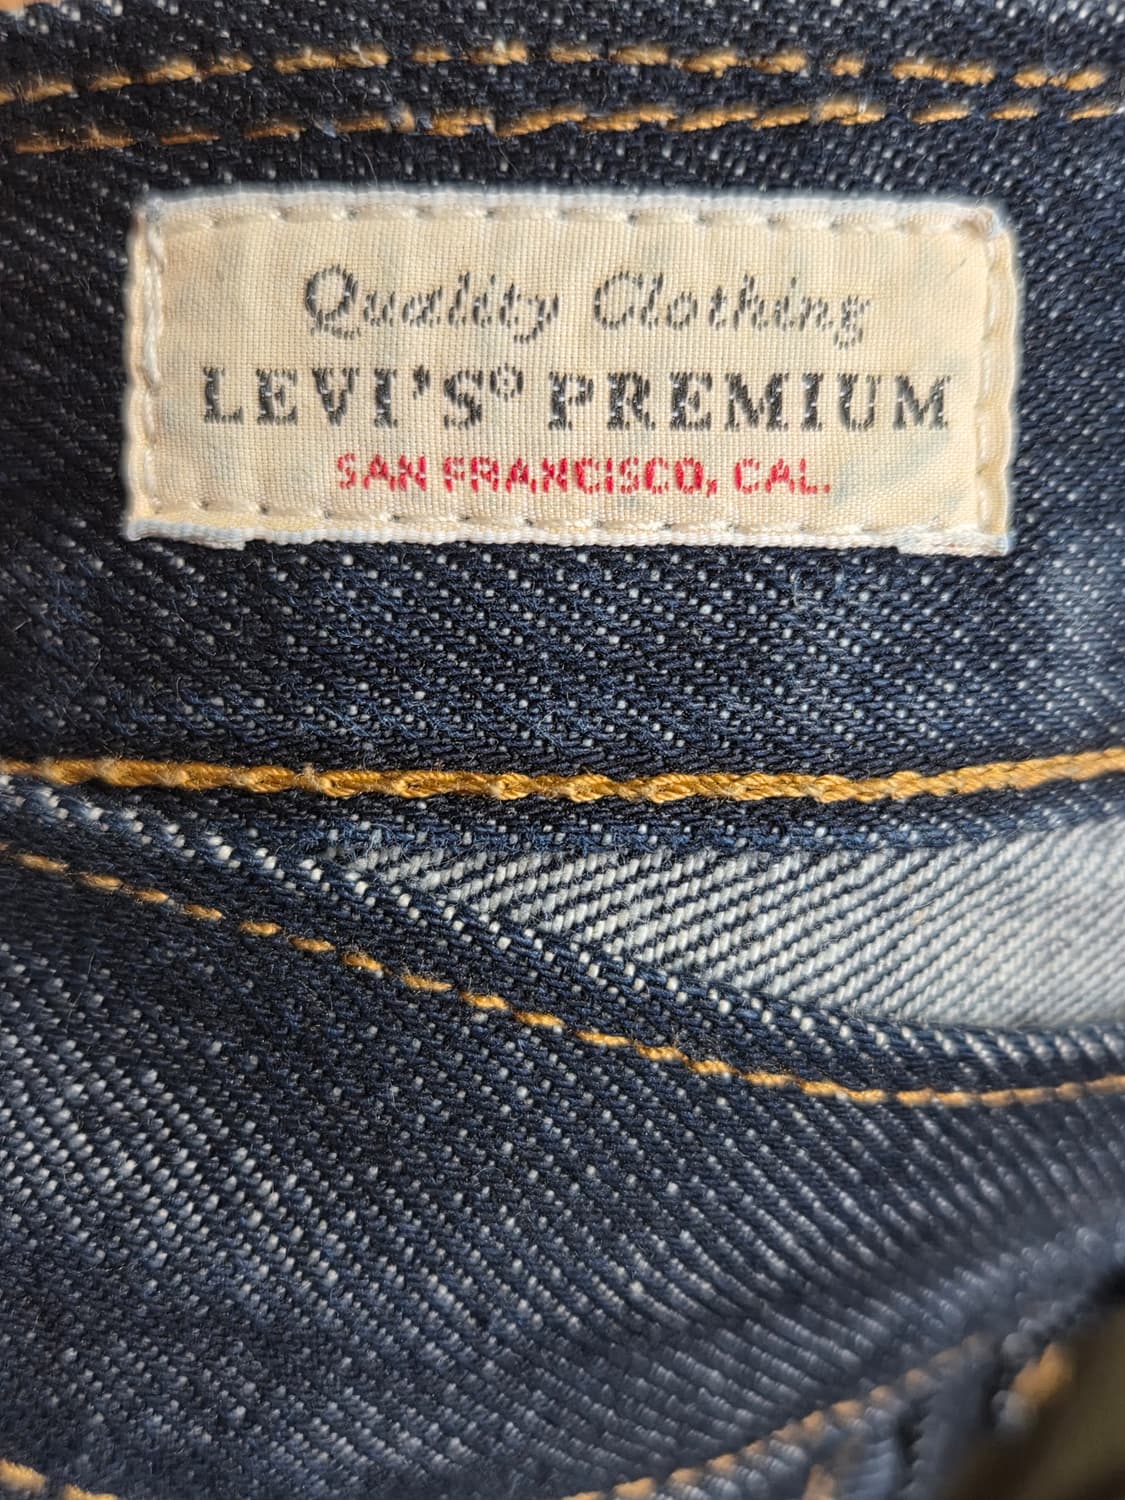 Quality Clothing
LEVI'S® PREMIUM
SAN FRANCISCO, CAL.